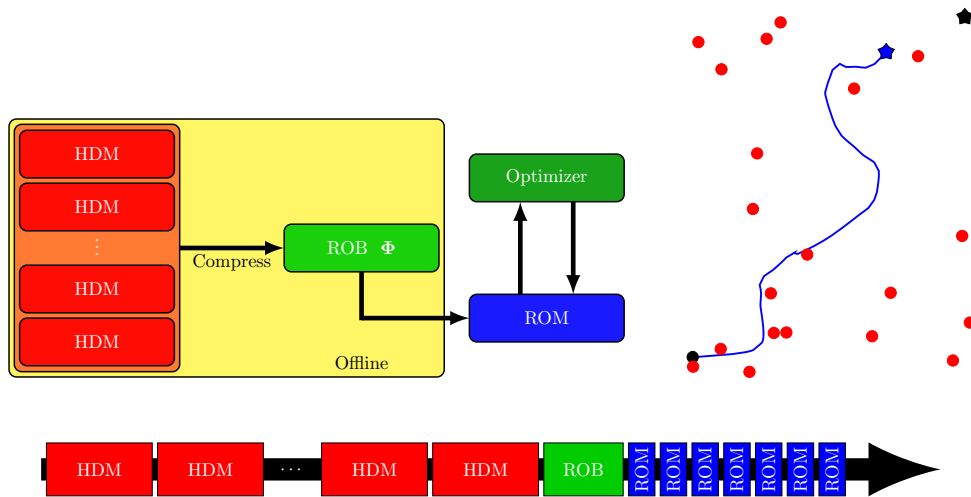 HDM
HDM
⋮
HDM
HDM
Compress
ROB Φ
Offline
Optimizer
ROM
HDM HDM ⋯ HDM HDM ROB ROM ROM ROM ROM ROM ROM ROM